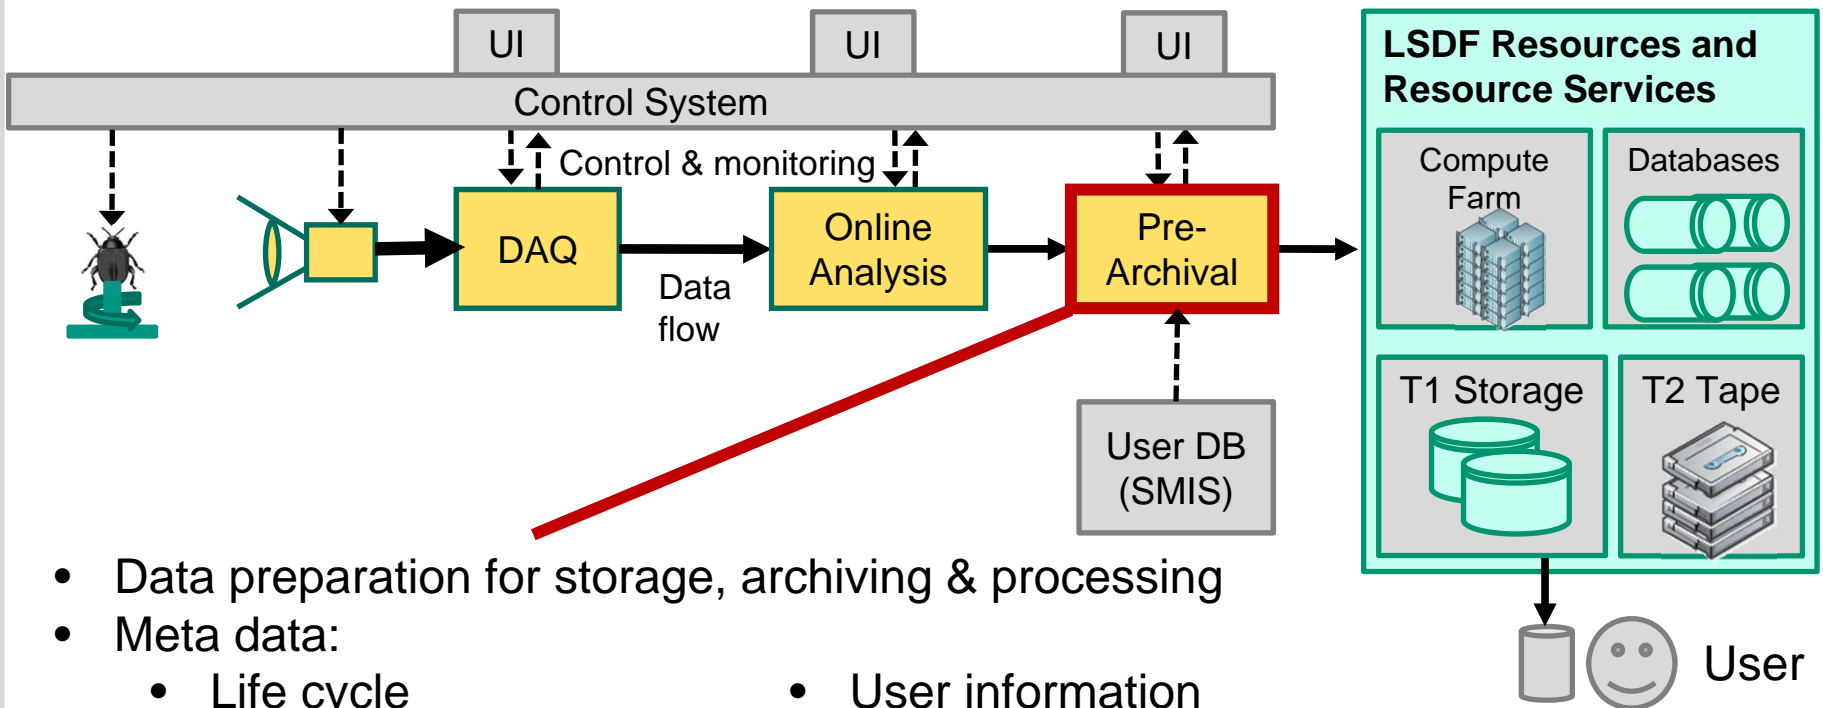 UI
UI
UI
Control System
Control & monitoring
DAQ
Data
flow
Online
Analysis
Pre-
Archival
User DB
(SMIS)
LSDF Resources and
Resource Services
Compute
Farm
Databases
T1 Storage
T2 Tape
User
• Data preparation for storage, archiving & processing
• Meta data:
• Life cycle
• User information